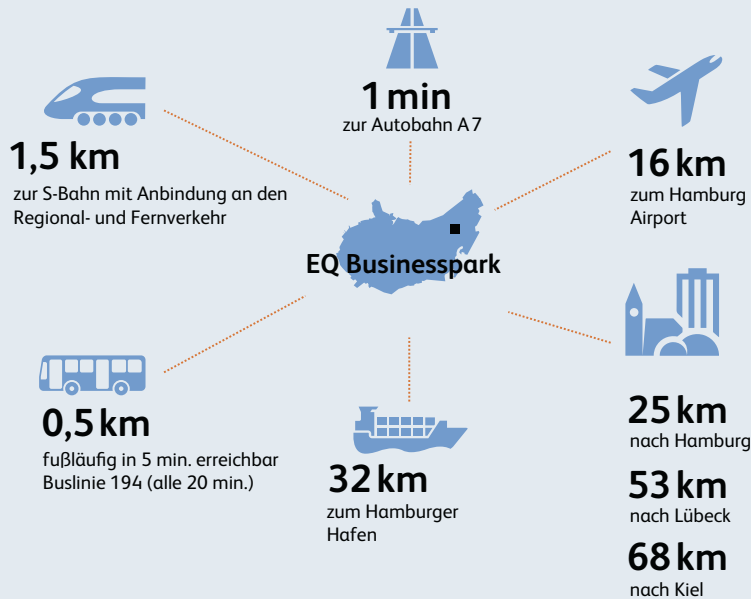 1 min
zur Autobahn A 7
1,5 km
zur S-Bahn mit Anbindung an den
Regional- und Fernverkehr
16 km
zum Hamburg
Airport
EQ Businesspark
0,5 km
fußläufig in 5 min. erreichbar
Buslinie 194 (alle 20 min.)
32 km
zum Hamburger
Hafen
25 km
nach Hamburg
53 km
nach Lübeck
68 km
nach Kiel